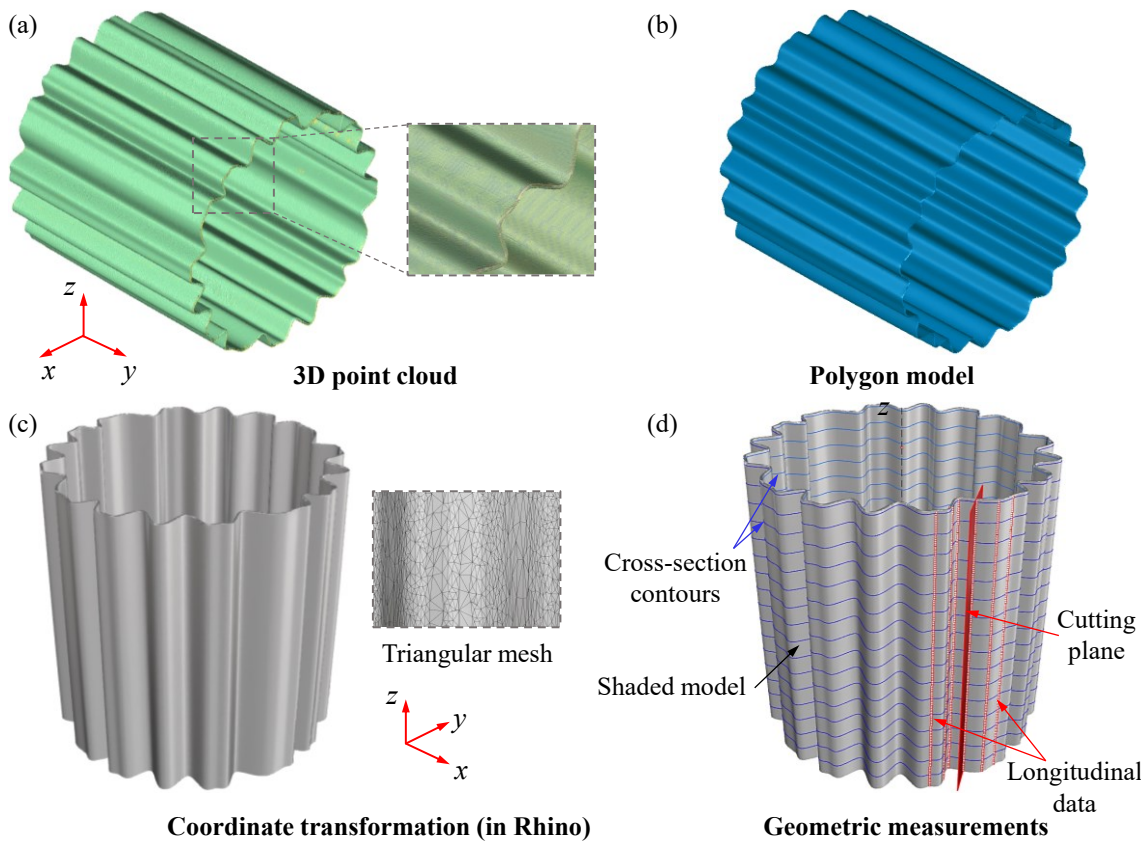 (a)
(b)
z
x
y
3D point cloud
Polygon model
(c)
(d)
z
Cross-section
contours
Triangular mesh
Cutting
plane
Shaded model
z
y
x
Longitudinal
data
Coordinate transformation (in Rhino)
Geometric measurements